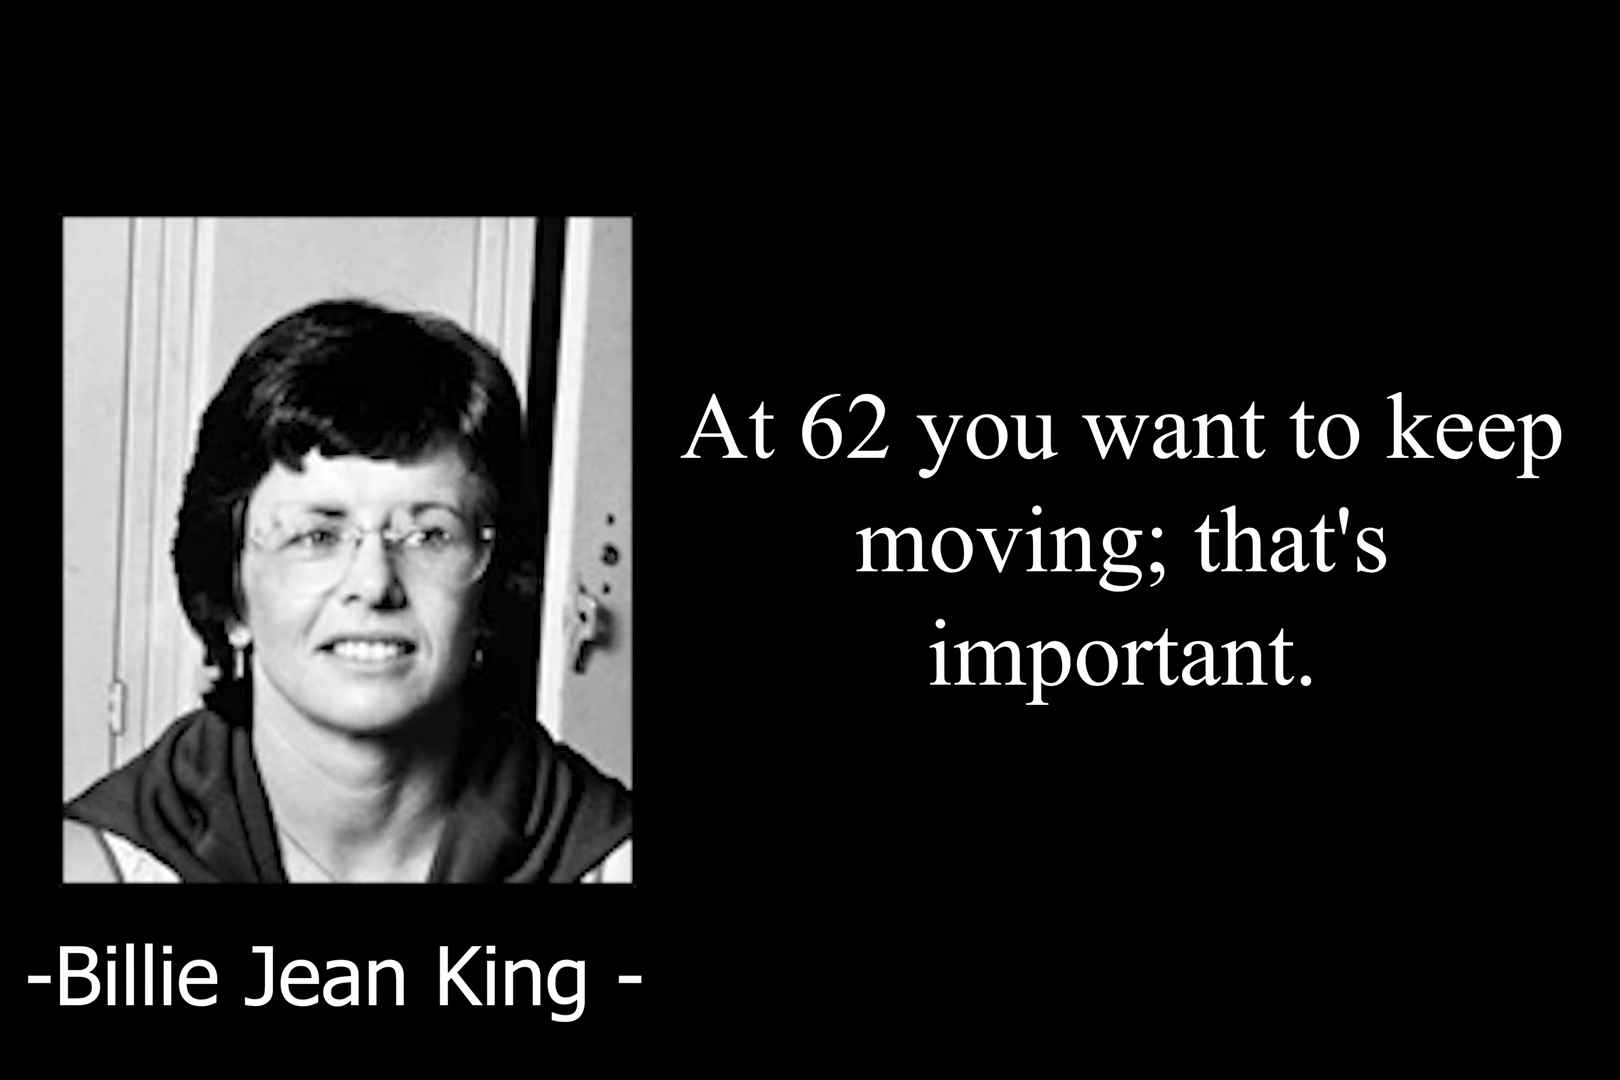 At 62 you want to keep
moving; that's
important.
-Billie Jean King -